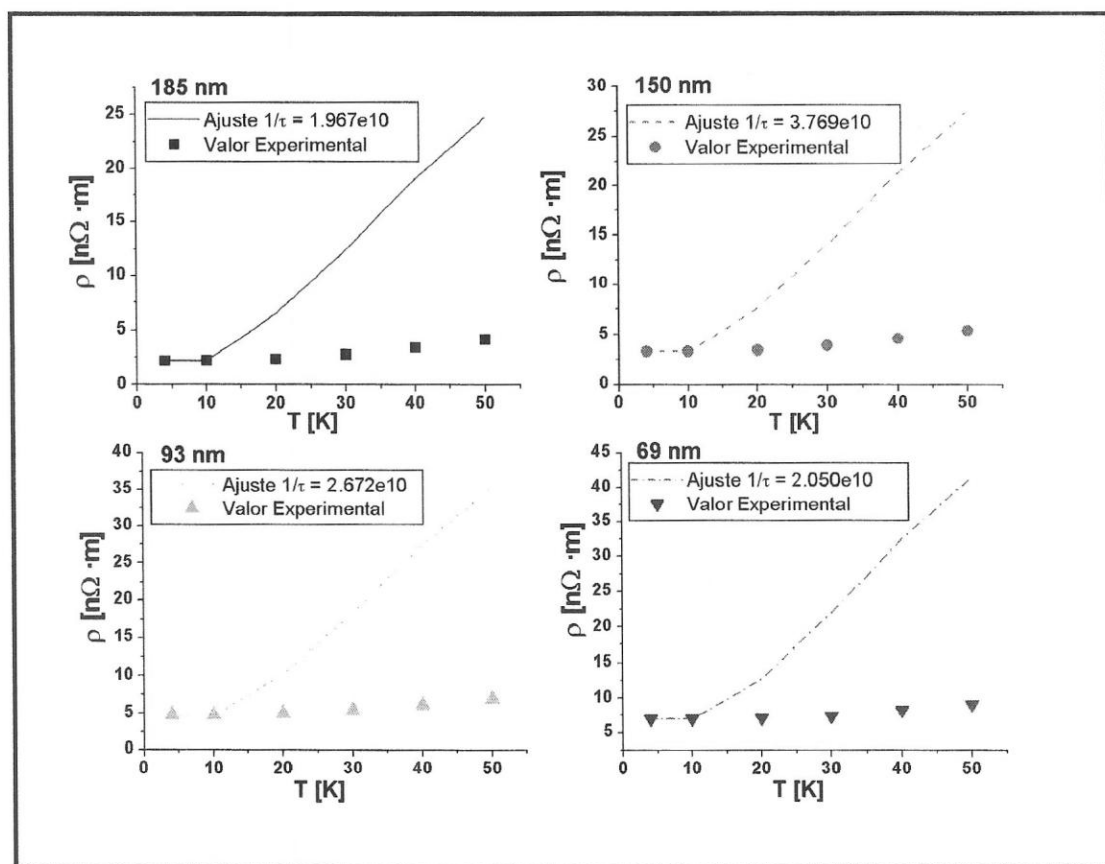 185 nm
Ajuste 1/τ = 1.967e10
Valor Experimental
25
20
15
10
5
0
ρ [nΩ ·m]
0 10 20 30 40 50
T [K]
150 nm
Ajuste 1/τ = 3.769e10
Valor Experimental
30
25
20
15
10
5
0
ρ [nΩ ·m]
0 10 20 30 40 50
T [K]
93 nm
Ajuste 1/τ = 2.672e10
Valor Experimental
40
35
30
25
20
15
10
5
0
ρ [nΩ ·m]
0 10 20 30 40 50
T [K]
69 nm
Ajuste 1/τ = 2.050e10
Valor Experimental
45
40
35
30
25
20
15
10
5
ρ [nΩ ·m]
0 10 20 30 40 50
T [K]